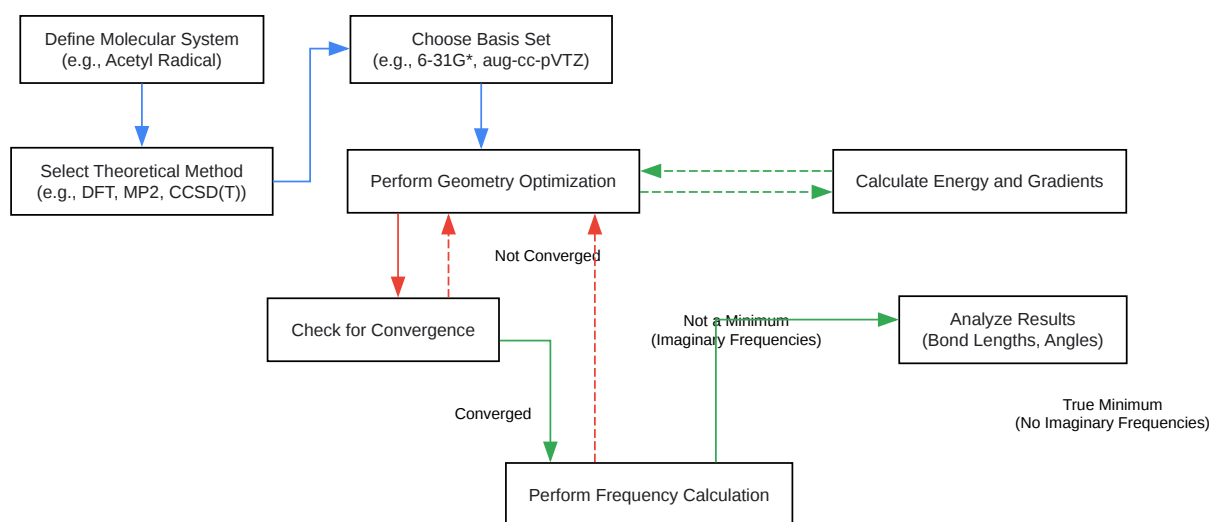 Define Molecular System
(e.g., Acetyl Radical)
Choose Basis Set
(e.g., 6-31G*, aug-cc-pVTZ)
Select Theoretical Method
(e.g., DFT, MP2, CCSD(T))
Perform Geometry Optimization
Calculate Energy and Gradients
Not Converged
Check for Convergence
Not a Minimum
(Imaginary Frequencies)
Analyze Results
(Bond Lengths, Angles)
Converged
True Minimum
(No Imaginary Frequencies)
Perform Frequency Calculation